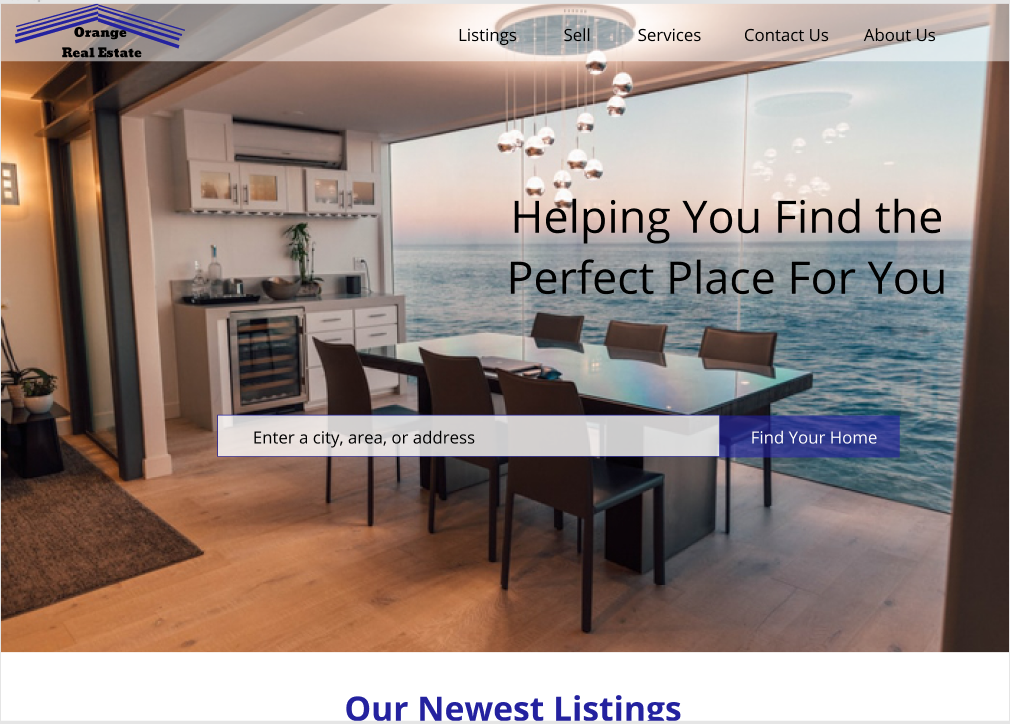 Orange
Real Estate
Listings Sell Services Contact Us About Us
Helping You Find the
Perfect Place For You
Enter a city, area, or address
Find Your Home
Our Newest Listings